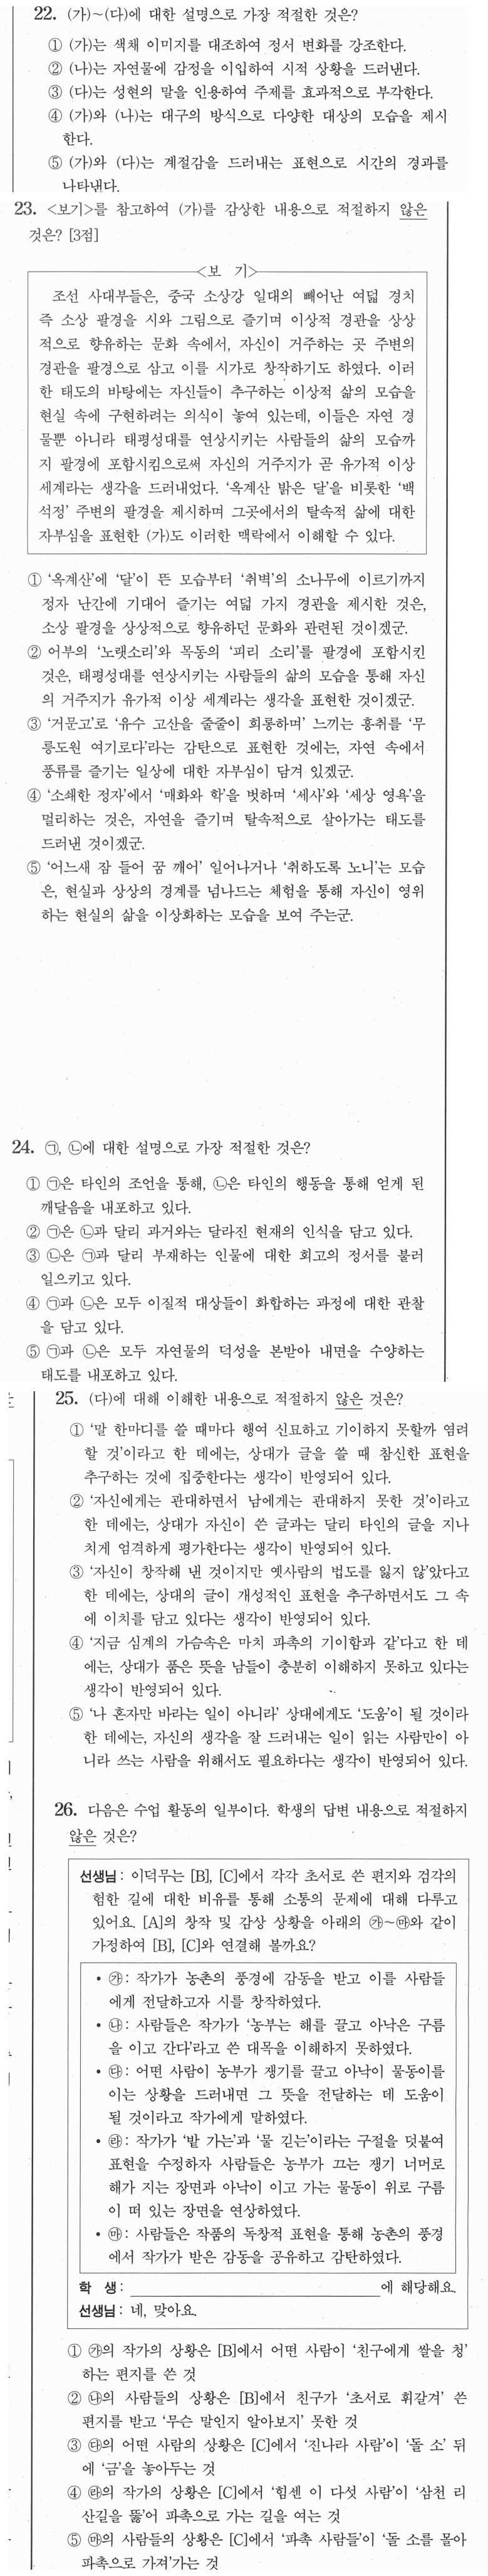 22. (가)~(다)에 대한 설명으로 가장 적절한 것은?
① (가)는 색채 이미지를 대조하여 정서 변화를 강조한다.
② (나)는 자연물에 감정을 이입하여 시적 상황을 드러낸다.
③ (다)는 성현의 말을 인용하여 주제를 효과적으로 부각한다.
④ (가)와 (나)는 대구의 방식으로 다양한 대상의 모습을 제시
한다.
⑤ (가)와 (다)는 계절감을 드러내는 표현으로 시간의 경과를
나타낸다.
23. <보기>를 참고하여 (가)를 감상한 내용으로 적절하지 않은
것은? [3점]
<보 기>
조선 사대부들은, 중국 소상강 일대의 빼어난 여덟 경치
즉 소상 팔경을 시와 그림으로 즐기며 이상적 경관을 상상
적으로 향유하는 문화 속에서, 자신이 거주하는 곳 주변의
경관을 팔경으로 삼고 이를 시가로 창작하기도 하였다. 이러
한 태도의 바탕에는 자신들이 추구하는 이상적 삶의 모습을
현실 속에 구현하려는 의식이 놓여 있는데, 이들은 자연 경
물뿐 아니라 태평성대를 연상시키는 사람들의 삶의 모습까
지 팔경에 포함시킴으로써 자신의 거주지가 곧 유가적 이상
세계라는 생각을 드러내었다. ‘옥계산 밝은 달’을 비롯한 ‘백
석정’ 주변의 팔경을 제시하며 그곳에서의 탈속적 삶에 대한
자부심을 표현한 (가)도 이러한 맥락에서 이해할 수 있다.
① ‘옥계산’에 ‘달’이 뜬 모습부터 ‘취벽’의 소나무에 이르기까지
정자 난간에 기대어 즐기는 여덟 가지 경관을 제시한 것은,
소상 팔경을 상상적으로 향유하던 문화와 관련된 것이겠군.
② 어부의 ‘노랫소리’와 목동의 ‘피리 소리’를 팔경에 포함시킨
것은, 태평성대를 연상시키는 사람들의 삶의 모습을 통해 자신
의 거주지가 유가적 이상 세계라는 생각을 표현한 것이겠군.
③ ‘거문고’로 ‘유수 고산을 줄줄이 희롱하며’ 느끼는 흥취를 ‘무
릉도원 여기로다’라는 감탄으로 표현한 것에는, 자연 속에서
풍류를 즐기는 일상에 대한 자부심이 담겨 있겠군.
④ ‘소쇄한 정자’에서 ‘매화와 학’을 벗하며 ‘세사’와 ‘세상 영욕’을
멀리하는 것은, 자연을 즐기며 탈속적으로 살아가는 태도를
드러낸 것이겠군.
⑤ ‘어느새 잠 들어 꿈 깨어’ 일어나거나 ‘취하도록 노니’는 모습
은, 현실과 상상의 경계를 넘나드는 체험을 통해 자신이 영위
하는 현실의 삶을 이상화하는 모습을 보여 주는군.
24. ㉠, ㉡에 대한 설명으로 가장 적절한 것은?
① ㉠은 타인의 조언을 통해, ㉡은 타인의 행동을 통해 얻게 된
깨달음을 내포하고 있다.
② ㉠은 ㉡과 달리 과거와는 달라진 현재의 인식을 담고 있다.
③ ㉡은 ㉠과 달리 부재하는 인물에 대한 회고의 정서를 불러
일으키고 있다.
④ ㉠과 ㉡은 모두 이질적 대상들이 화합하는 과정에 대한 관찰
을 담고 있다.
⑤ ㉠과 ㉡은 모두 자연물의 덕성을 본받아 내면을 수양하는
태도를 내포하고 있다.
25. (다)에 대해 이해한 내용으로 적절하지 않은 것은?
① ‘말 한마디를 쓸 때마다 행여 신묘하고 기이하지 못할까 염려
할 것’이라고 한 데에는, 상대가 글을 쓸 때 참신한 표현을
추구하는 것에 집중한다는 생각이 반영되어 있다.
② ‘자신에게는 관대하면서 남에게는 관대하지 못한 것’이라고
한 데에는, 상대가 자신이 쓴 글과는 달리 타인의 글을 지나
치게 엄격하게 평가한다는 생각이 반영되어 있다.
③ ‘자신이 창작해 낸 것이지만 옛사람의 법도를 잃지 않’았다고
한 데에는, 상대의 글이 개성적인 표현을 추구하면서도 그 속
에 이치를 담고 있다는 생각이 반영되어 있다.
④ ‘지금 심계의 가슴속은 마치 파촉의 기이함과 같’다고 한 데
에는, 상대가 품은 뜻을 남들이 충분히 이해하지 못하고 있다는
생각이 반영되어 있다.
⑤ ‘나 혼자만 바라는 일이 아니라’ 상대에게도 ‘도움’이 될 것이라
한 데에는, 자신의 생각을 잘 드러내는 일이 읽는 사람만이 아
니라 쓰는 사람을 위해서도 필요하다는 생각이 반영되어 있다.
26. 다음은 수업 활동의 일부이다. 학생의 답변 내용으로 적절하지
않은 것은?
선생님 : 이덕무는 [B], [C]에서 각각 초서로 쓴 편지와 검각의
험한 길에 대한 비유를 통해 소통의 문제에 대해 다루고
있어요. [A]의 창작 및 감상 상황을 아래의 ㉮~㉲와 같이
가정하여 [B], [C]와 연결해 볼까요?
• ㉮: 작가가 농촌의 풍경에 감동을 받고 이를 사람들
에게 전달하고자 시를 창작하였다.
• ㉯: 사람들은 작가가 ‘농부는 해를 끌고 아낙은 구름
을 이고 간다’라고 쓴 대목을 이해하지 못하였다.
• ㉰: 어떤 사람이 농부가 쟁기를 끌고 아낙이 물동이를
이는 상황을 드러내면 그 뜻을 전달하는 데 도움이
될 것이라고 작가에게 말하였다.
• ㉱: 작가가 ‘밭 가는’과 ‘물 긷는’이라는 구절을 덧붙여
표현을 수정하자 사람들은 농부가 끄는 쟁기 너머로
해가 지는 장면과 아낙이 이고 가는 물동이 위로 구름
이 떠 있는 장면을 연상하였다.
• ㉲: 사람들은 작품의 독창적 표현을 통해 농촌의 풍경
에서 작가가 받은 감동을 공유하고 감탄하였다.
학 생 : ____________________ 에 해당해요.
선생님 : 네, 맞아요.
① ㉮의 작가의 상황은 [B]에서 어떤 사람이 ‘친구에게 쌀을 청’
하는 편지를 쓴 것
② ㉯의 사람들의 상황은 [B]에서 친구가 ‘초서로 휘갈겨’ 쓴
편지를 받고 ‘무슨 말인지 알아보지’ 못한 것
③ ㉰의 어떤 사람의 상황은 [C]에서 ‘진나라 사람’이 ‘돌 소’ 뒤
에 ‘금’을 놓아두는 것
④ ㉱의 작가의 상황은 [C]에서 ‘힘센 이 다섯 사람’이 ‘삼천 리
산길을 뚫’어 파촉으로 가는 길을 여는 것
⑤ ㉲의 사람들의 상황은 [C]에서 ‘파촉 사람들’이 ‘돌 소를 몰아
파촉으로 가져’가는 것